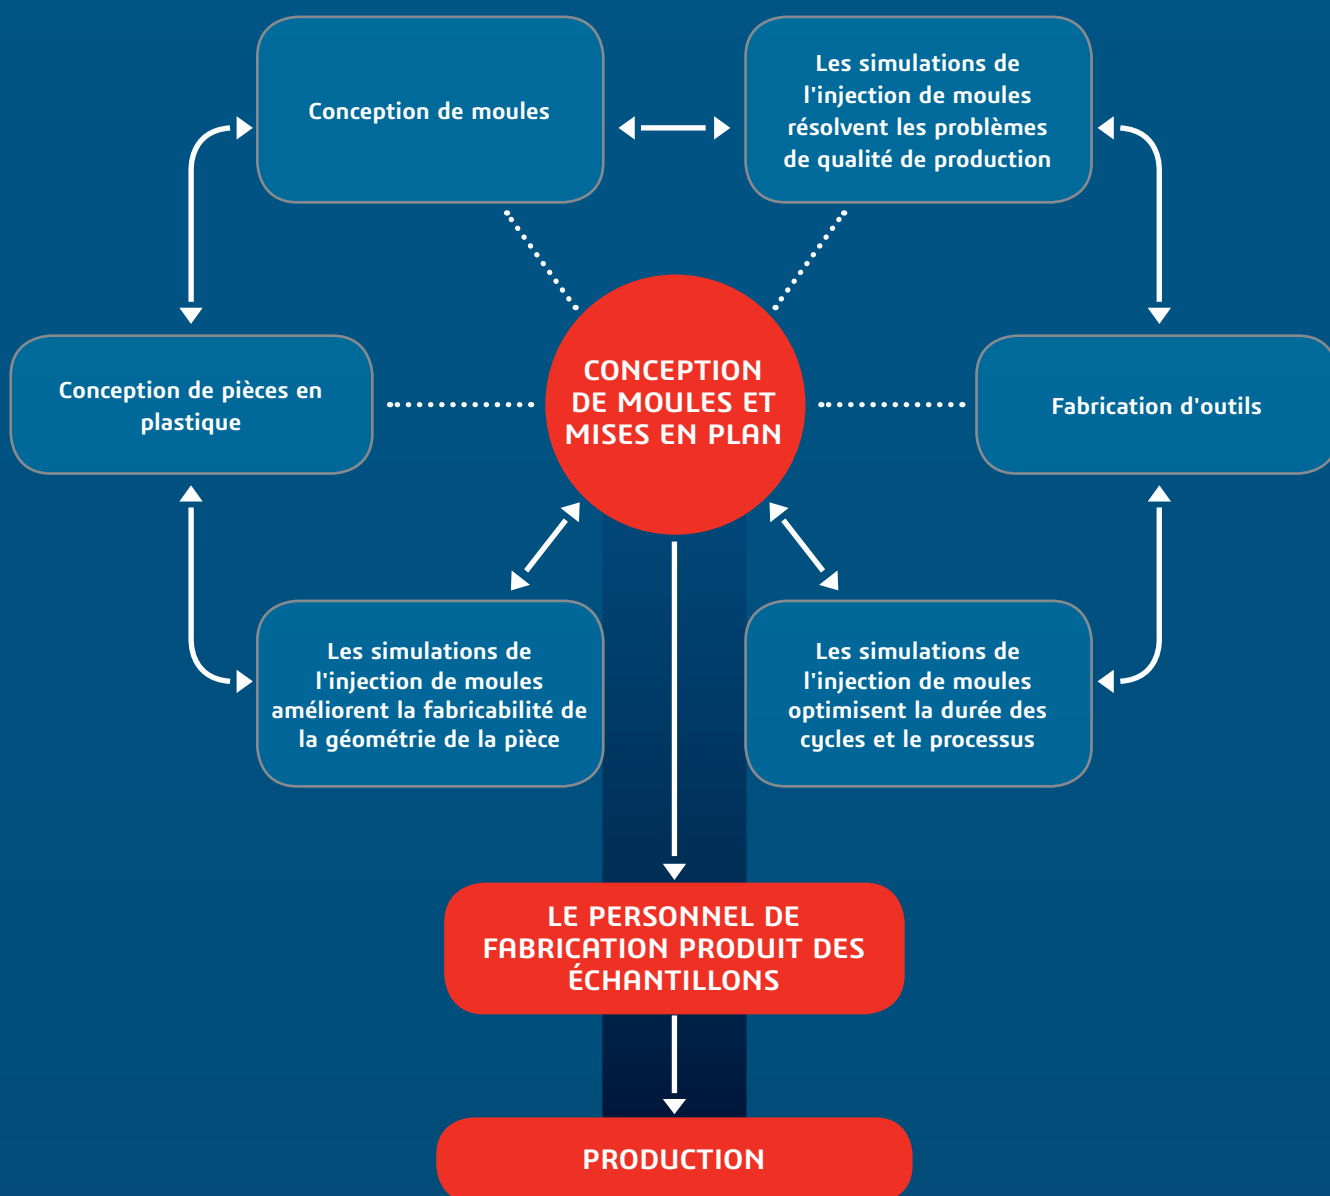 Conception de moules
Les simulations de
l'injection de moules
résolvent les problèmes
de qualité de production
CONCEPTION
DE MOULES ET
MISES EN PLAN
Conception de pièces en
plastique
Fabrication d'outils
Les simulations de
l'injection de moules
améliorent la fabricabilité de
la géométrie de la pièce
Les simulations de
l'injection de moules
optimisent la durée des
cycles et le processus
LE PERSONNEL DE
FABRICATION PRODUIT DES
ÉCHANTILLONS
PRODUCTION